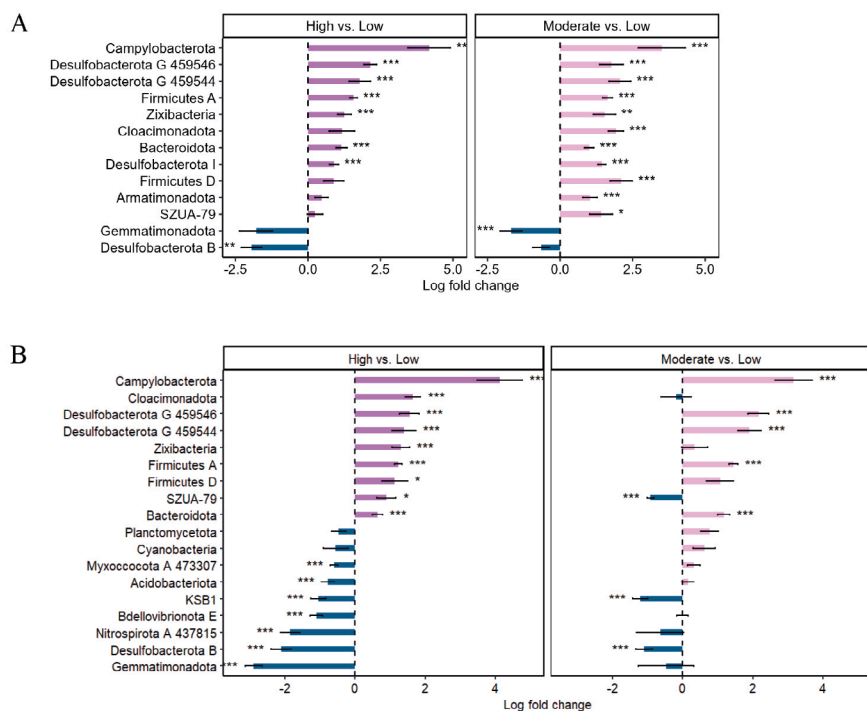 A
High vs. Low
Moderate vs. Low
Campylobacterota
**
***
Desulfobacterota G 459546
***
***
Desulfobacterota G 459544
***
***
Firmicutes A
***
***
Zixibacteria
***
**
Cloacimonadota
***
Bacteroidota
***
***
Desulfobacterota I
***
***
Firmicutes D
***
Armatimonadota
***
SZUA-79
*
Gemmatimonadota
***
Desulfobacterota B
**
-2.5 0.0 2.5 5.0
-2.5 0.0 2.5 5.0
Log fold change
B
High vs. Low
Moderate vs. Low
Campylobacterota
***
***
Cloacimonadota
***
Desulfobacterota G 459546
***
***
Desulfobacterota G 459544
***
***
Zixibacteria
***
Firmicutes A
***
***
Firmicutes D
*
SZUA-79
*
***
Bacteroidota
***
***
Planctomycetota
Cyanobacteria
Myxoccocota A 473307
***
Acidobacteriota
***
KSB1
***
***
Bdellovibrionota E
***
Nitrospirota A 437815
***
Desulfobacterota B
***
***
Gemmatimonadota
***
-2 0 2 4
-2 0 2 4
Log fold change